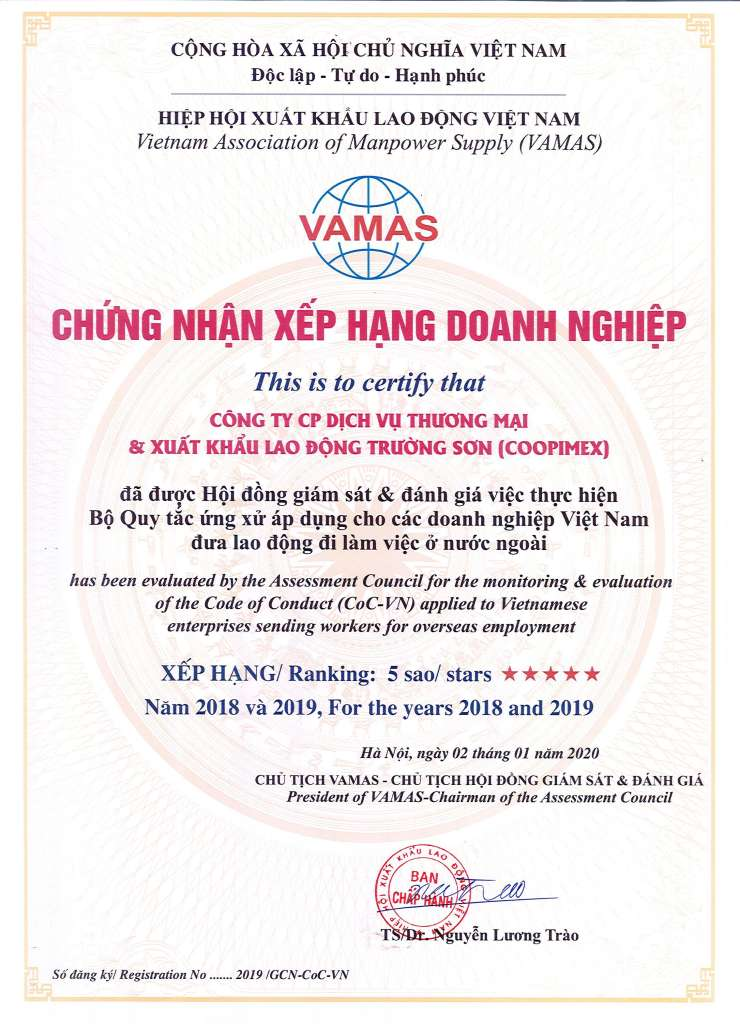 CỘNG HÒA XÃ HỘI CHỦ NGHĨA VIỆT NAM
Độc lập - Tự do - Hạnh phúc
HIỆP HỘI XUẤT KHẨU LAO ĐỘNG VIỆT NAM
Vietnam Association of Manpower Supply (VAMAS)
VAMAS
CHỨNG NHẬN XẾP HẠNG DOANH NGHIỆP
This is to certify that
CÔNG TY CP DỊCH VỤ THƯƠNG MẠI
& XUẤT KHẨU LAO ĐỘNG TRƯỜNG SƠN (COOPIMEX)
đã được Hội đồng giám sát & đánh giá việc thực hiện
Bộ Quy tắc ứng xử áp dụng cho các doanh nghiệp Việt Nam
đưa lao động đi làm việc ở nước ngoài
has been evaluated by the Assessment Council for the monitoring & evaluation
of the Code of Conduct (CoC-VN) applied to Vietnamese
enterprises sending workers for overseas employment
XẾP HẠNG/ Ranking: 5 sao/ stars ★★★★★
Năm 2018 và 2019, For the years 2018 and 2019
Hà Nội, ngày 02 tháng 01 năm 2020
CHỦ TỊCH VAMAS - CHỦ TỊCH HỘI ĐỒNG GIÁM SÁT & ĐÁNH GIÁ
President of VAMAS-Chairman of the Assessment Council
HIỆP HỘI XUẤT KHẨU LAO ĐỘNG VIỆT NAM
BAN
CHẤP HÀNH
TS/Dr. Nguyễn Lương Trào
Số đăng ký/ Registration No ....... 2019 /GCN-CoC-VN